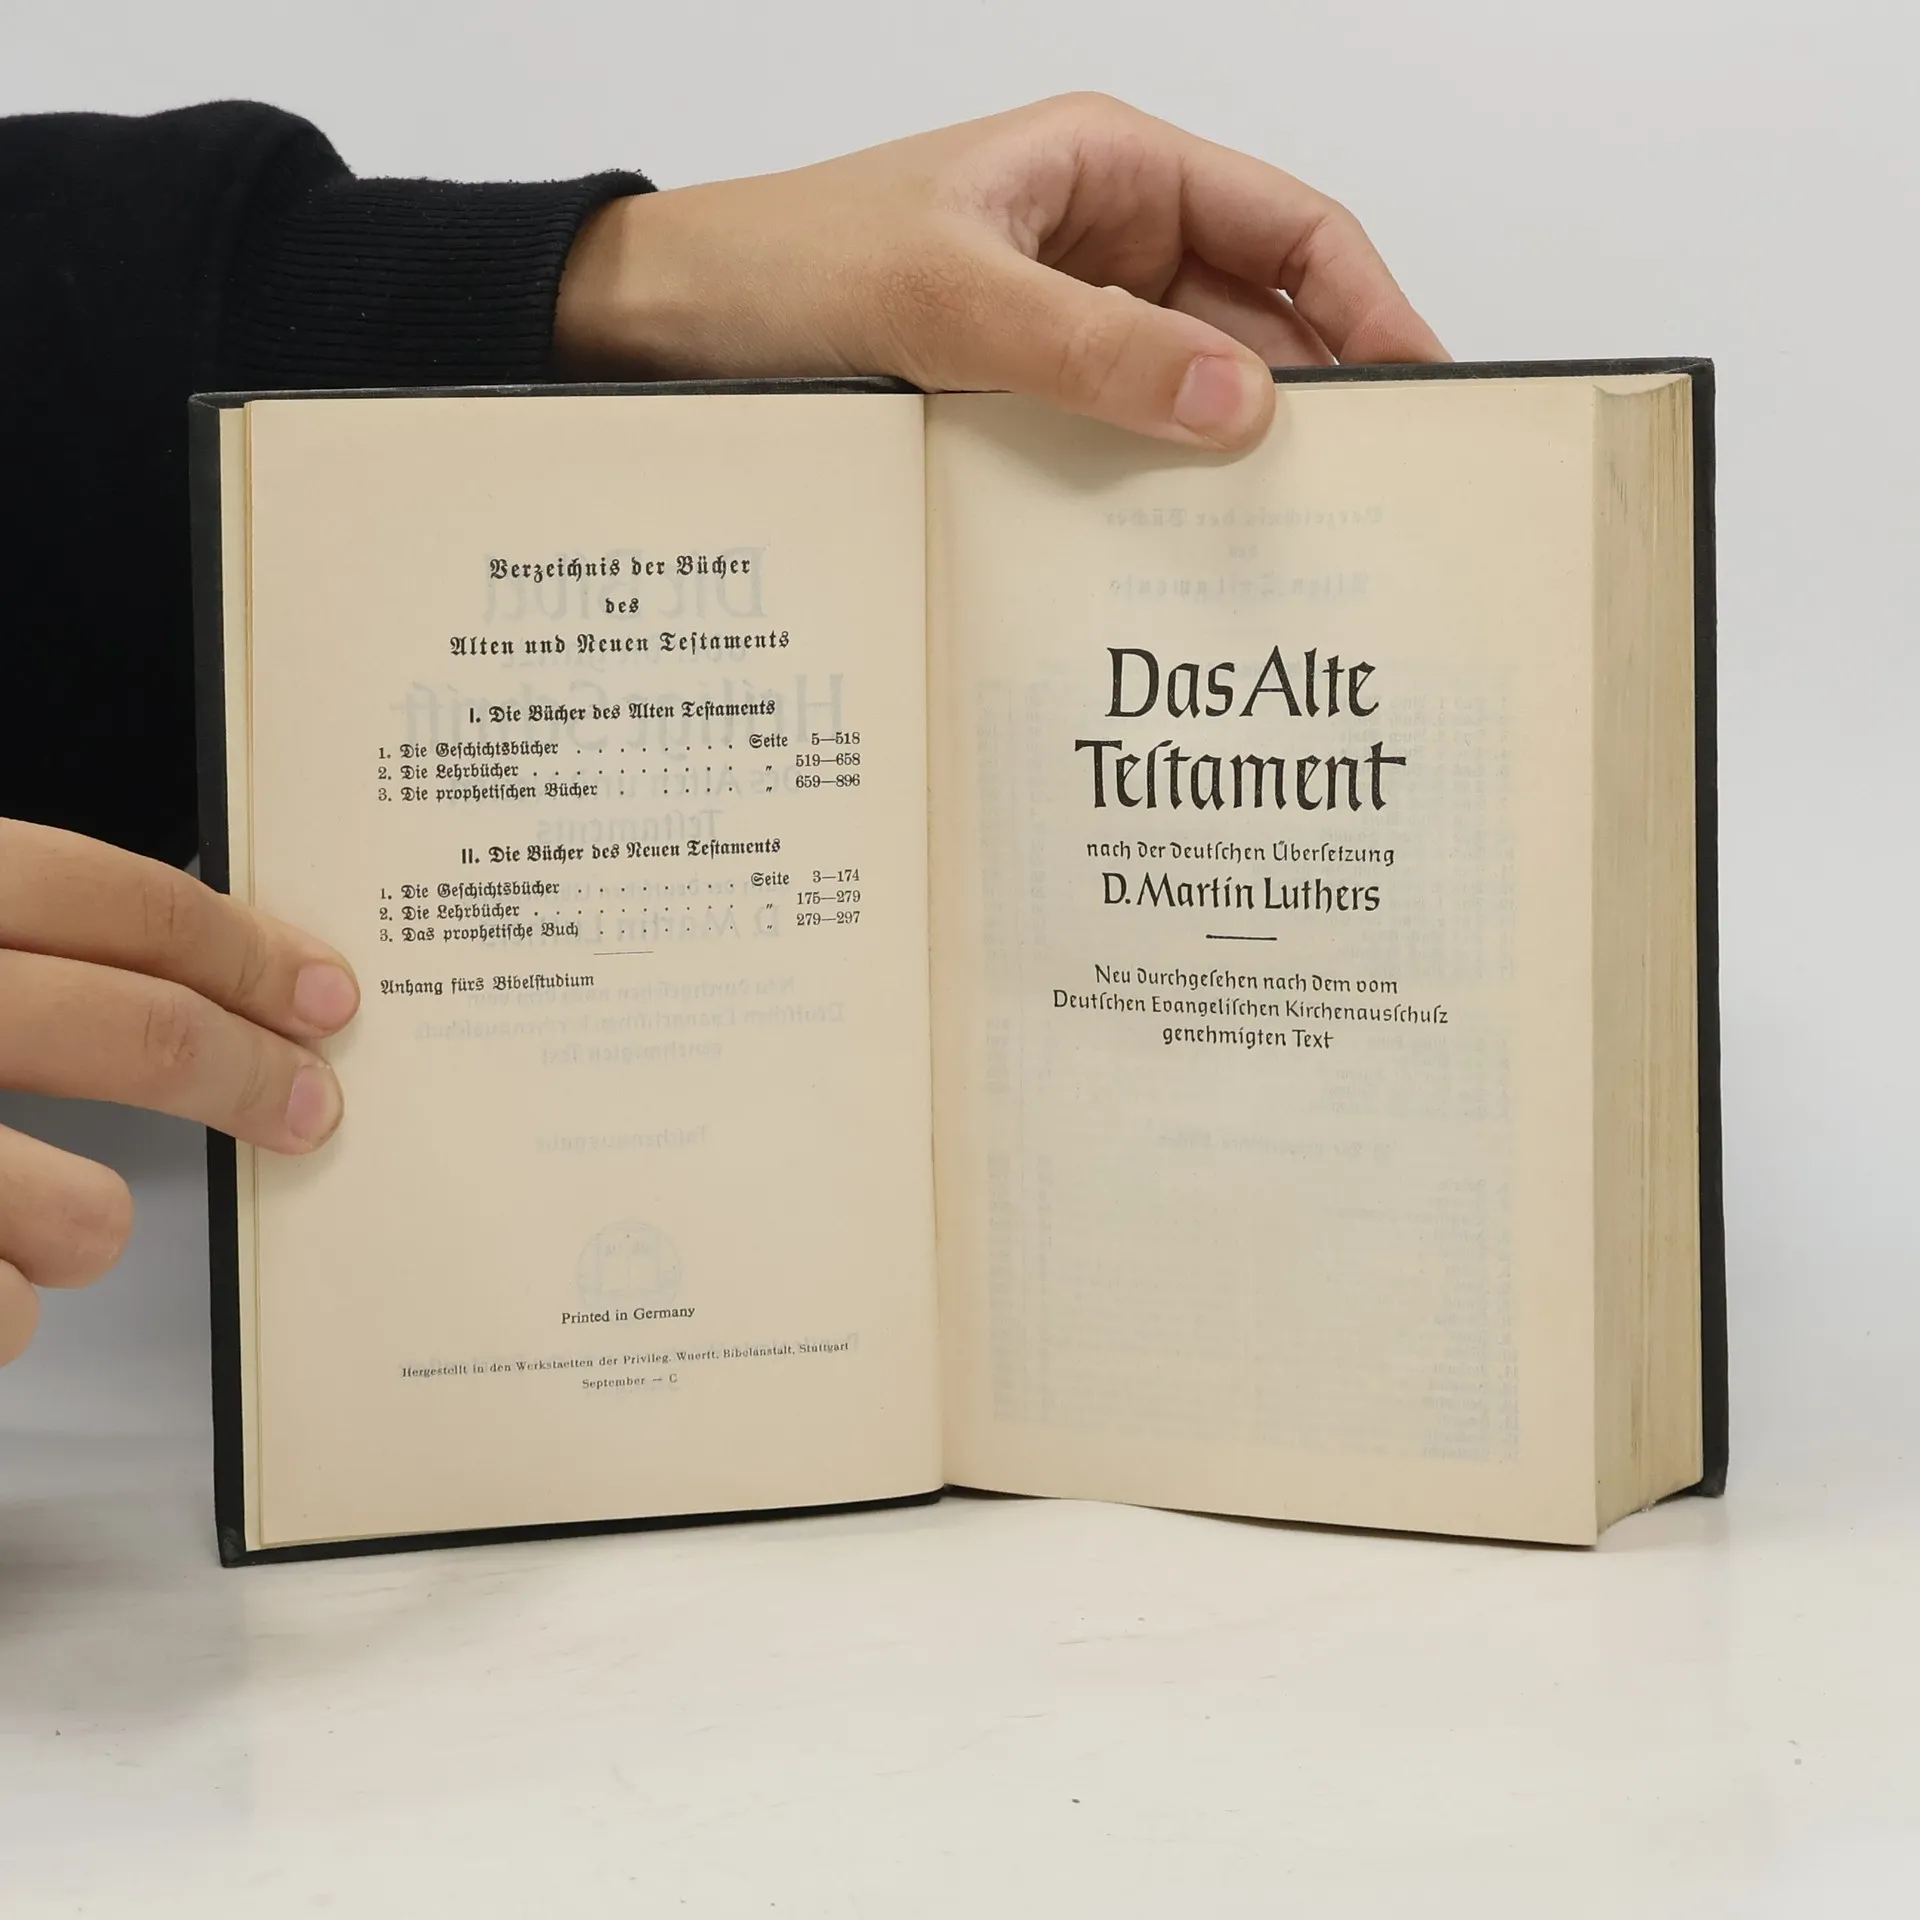 Verzeichnis der Bücher
des
Alten und Neuen Teſtaments
I. Die Bücher des Alten Teſtaments
1. Die Geſchichtsbücher . . . . . . . . Seite 5—518
2. Die Lehrbücher . . . . . . . . . . „ 519—658
3. Die prophetiſchen Bücher . . . . . „ 659—896
II. Die Bücher des Neuen Teſtaments
1. Die Geſchichtsbücher . . . . . . . . Seite 3—174
2. Die Lehrbücher . . . . . . . . . . „ 175—279
3. Das prophetiſche Buch . . . . . . . „ 279—297
Anhang fürs Bibelſtudium
Printed in Germany
Hergestellt in den Werkstaetten der Privileg. Wuertt. Bibelanstalt, Stuttgart
September — C
Das Alte
Teſtament
nach der deutſchen Überſetzung
D. Martin Luthers
Neu durchgeſehen nach dem vom
Deutſchen Evangeliſchen Kirchenausſchuſz
genehmigten Text